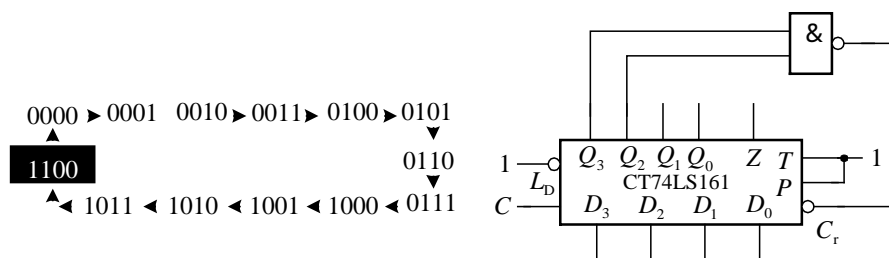 &
0000 0001 0010 0011 0100 0101
0110
1100
1011 1010 1001 1000 0111
1 Q3 Q2 Q1 Q0 Z T 1
LD CT74LS161 P
C D3 D2 D1 D0
Cr